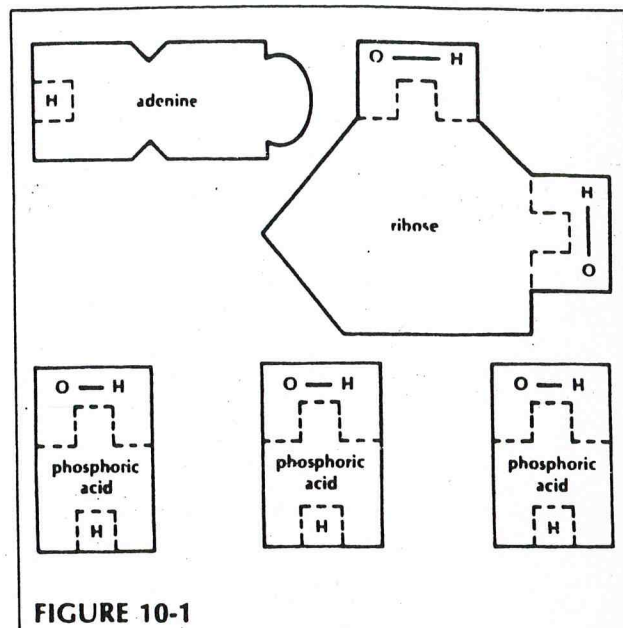 O — H
H
adenine
H
|
O
ribose
O — H
O — H
O — H
phosphoric
acid
phosphoric
acid
phosphoric
acid
H
H
H
FIGURE 10-1